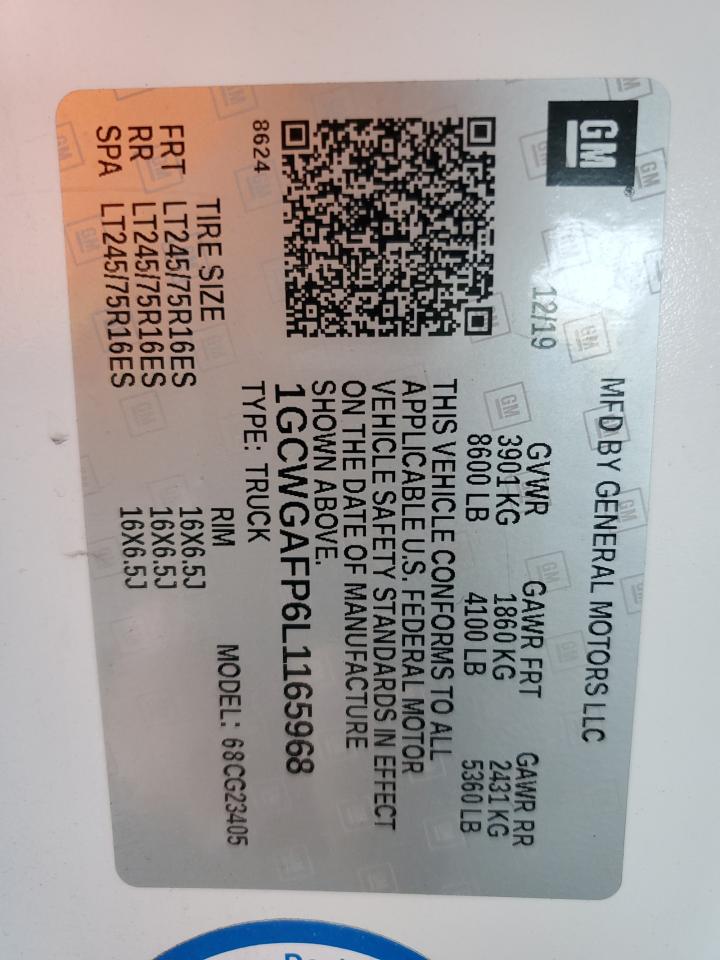 GM
MFD BY GENERAL MOTORS LLC
12/19
GVWR GAWR FRT GAWR RR
3901 KG 1860 KG 2431 KG
8600 LB 4100 LB 5360 LB
THIS VEHICLE CONFORMS TO ALL
APPLICABLE U.S. FEDERAL MOTOR
VEHICLE SAFETY STANDARDS IN EFFECT
ON THE DATE OF MANUFACTURE
SHOWN ABOVE.
1GCWGAFP6L1165968
TYPE: TRUCK
8624
MODEL: 68CG23405
TIRE SIZE RIM
FRT LT245/75R16ES 16X6.5J
RR LT245/75R16ES 16X6.5J
SPA LT245/75R16ES 16X6.5J